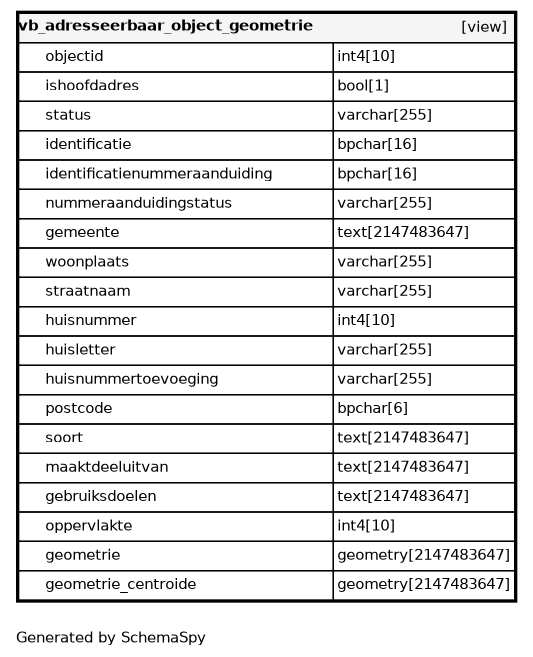 vb_adresseerbaar_object_geometrie [view]
objectid int4[10]
ishoofdadres bool[1]
status varchar[255]
identificatie bpchar[16]
identificatienummeraanduiding bpchar[16]
nummeraanduidingstatus varchar[255]
gemeente text[2147483647]
woonplaats varchar[255]
straatnaam varchar[255]
huisnummer int4[10]
huisletter varchar[255]
huisnummertoevoeging varchar[255]
postcode bpchar[6]
soort text[2147483647]
maaktdeeluitvan text[2147483647]
gebruiksdoelen text[2147483647]
oppervlakte int4[10]
geometrie geometry[2147483647]
geometrie_centroide geometry[2147483647]
Generated by SchemaSpy